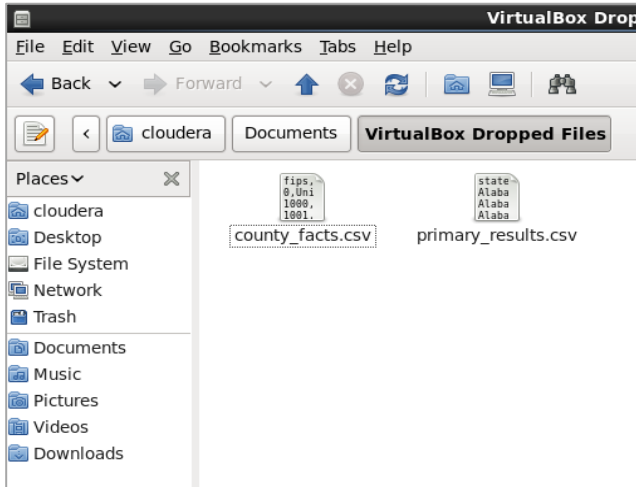 VirtualBox Drop
File Edit View Go Bookmarks Tabs Help
Back Forward
cloudera Documents VirtualBox Dropped Files
Places
cloudera
Desktop
File System
Network
Trash
Documents
Music
Pictures
Videos
Downloads
fips,
0,Uni
1000,
1001.
county_facts.csv
state
Alaba
Alaba
Alaba
primary_results.csv